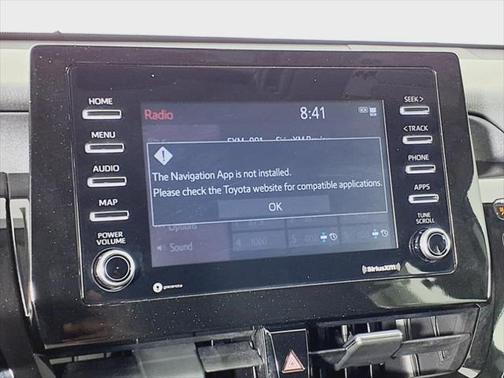 HOME
MENU
AUDIO
MAP
POWER
VOLUME
Radio
8:41
The Navigation App is not installed.
Please check the Toyota website for compatible applications.
OK
Options
Sound
SEEK >
< TRACK
PHONE
APPS
TUNE
SCROLL
SiriusXM